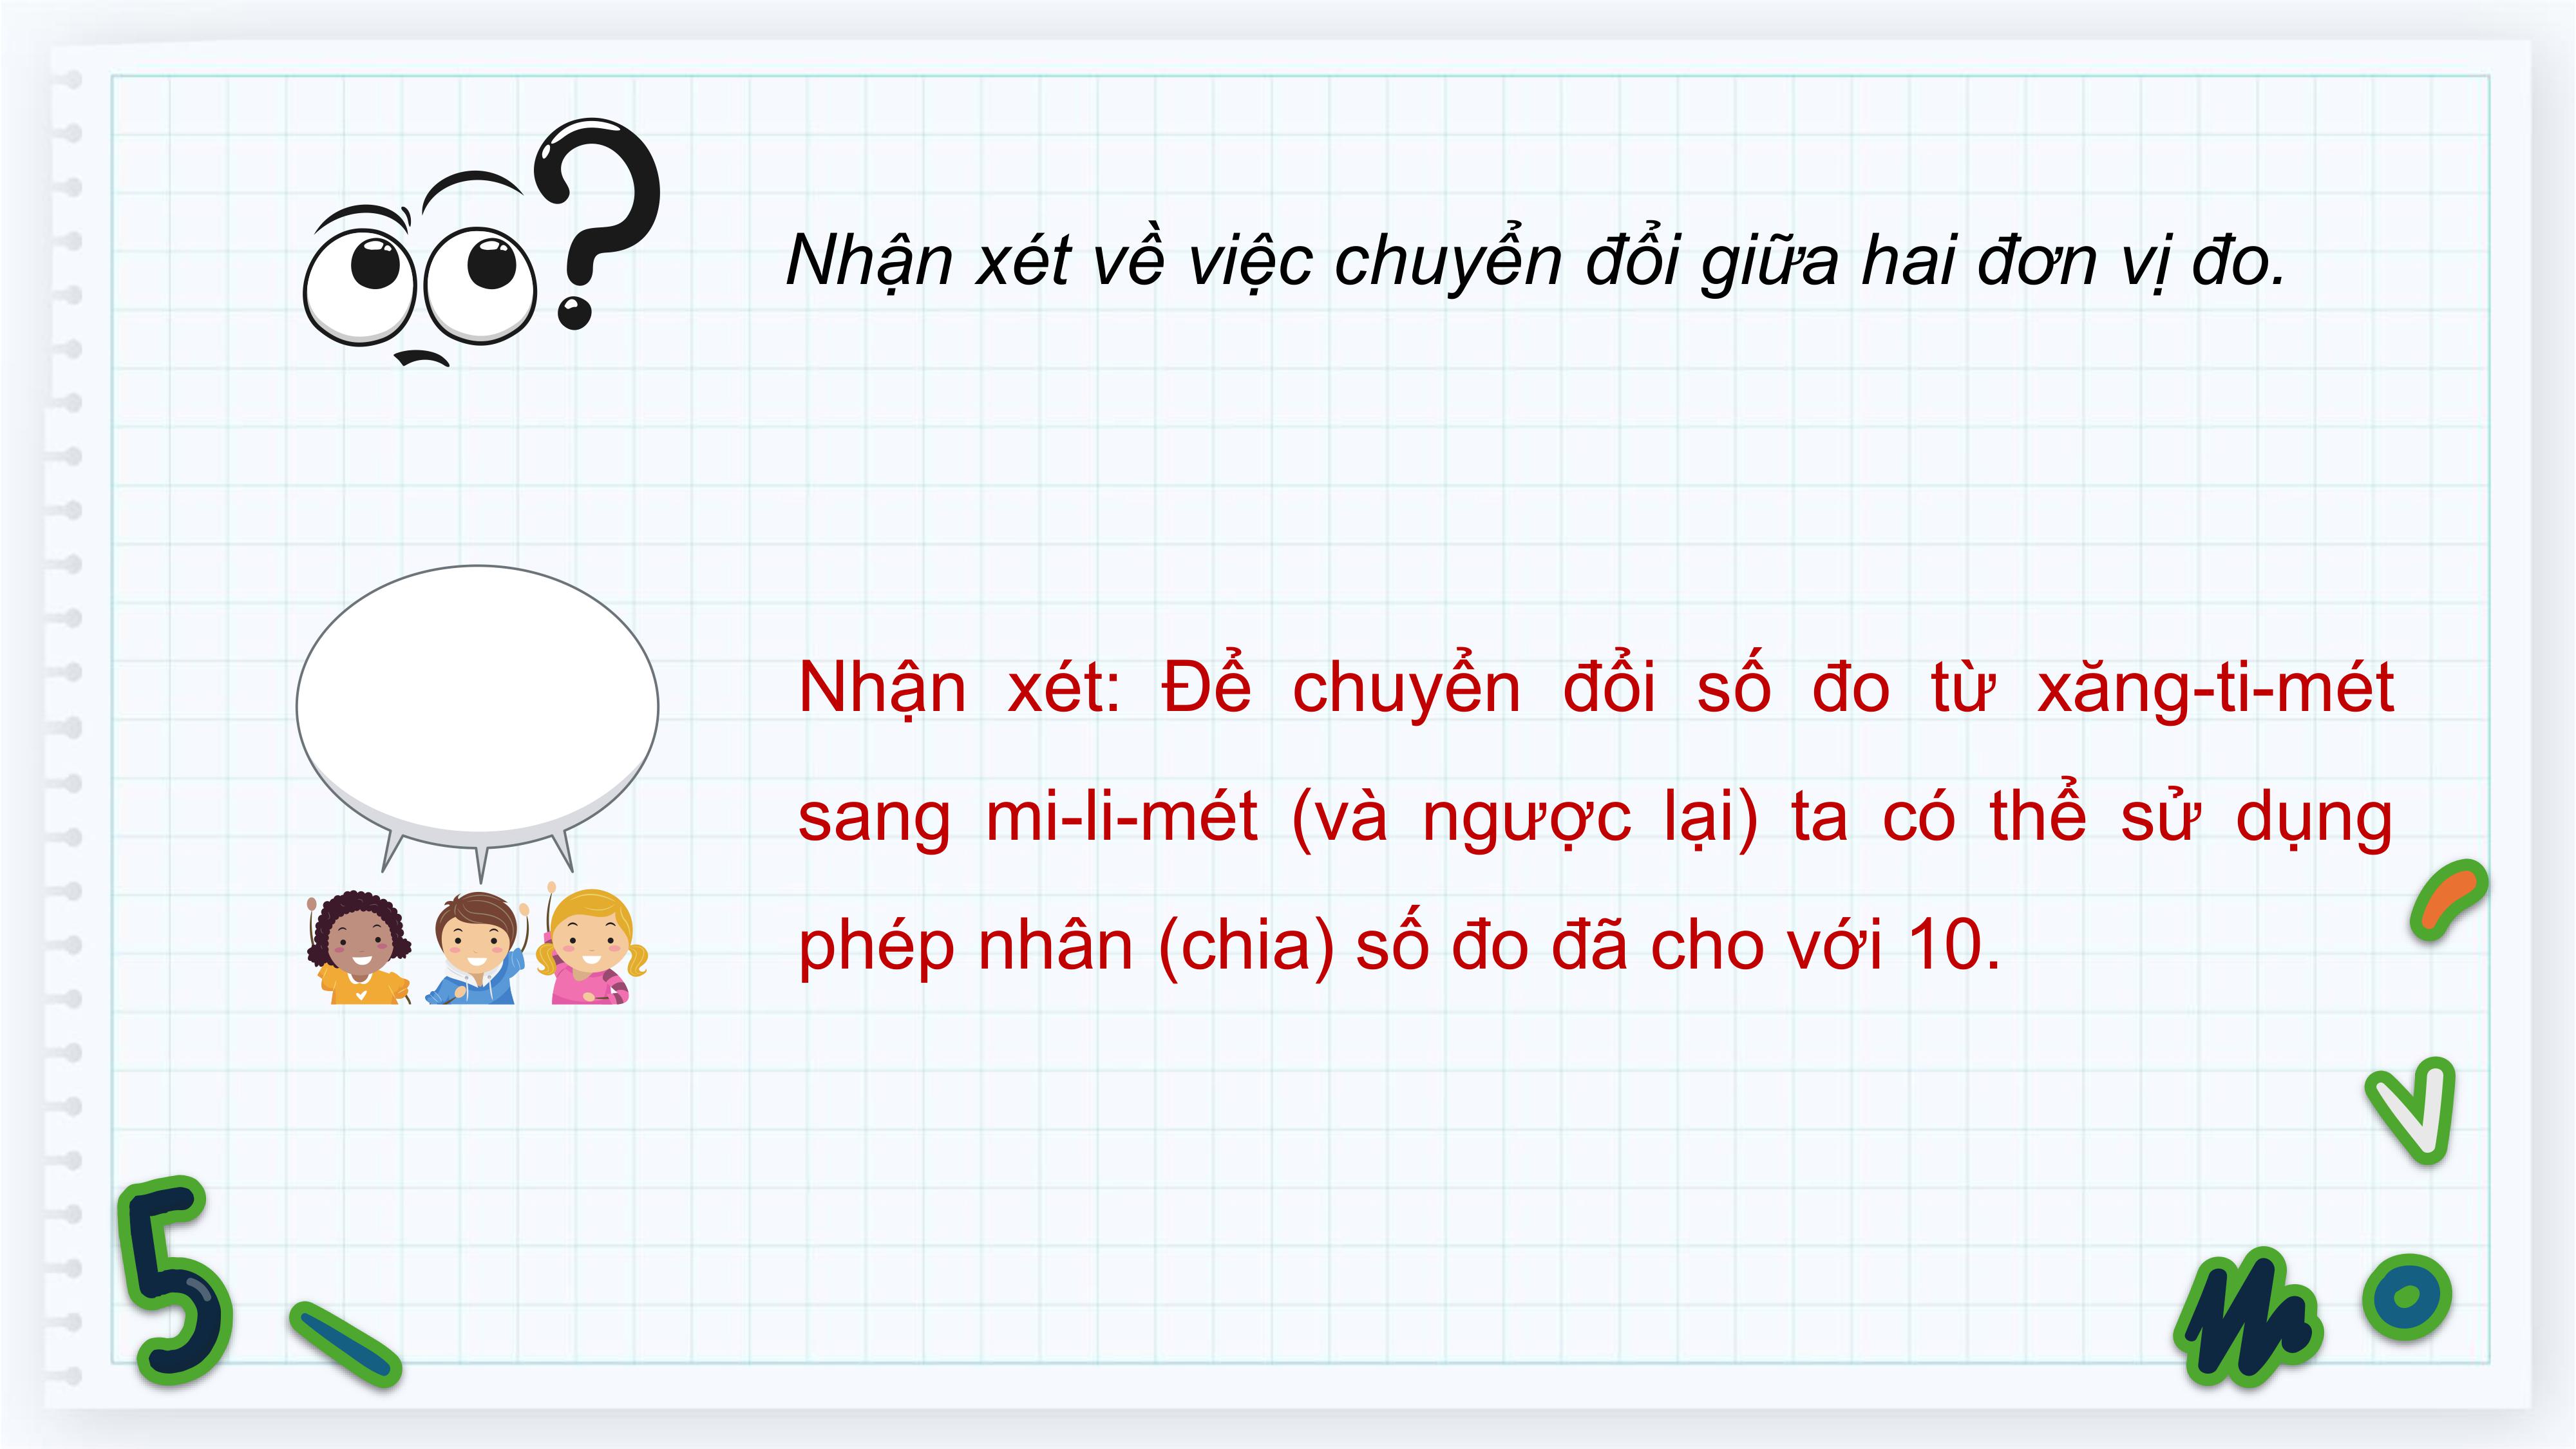 ?
Nhận xét về việc chuyển đổi giữa hai đơn vị đo.
Nhận xét: Để chuyển đổi số đo từ xăng-ti-mét
sang mi-li-mét (và ngược lại) ta có thể sử dụng
phép nhân (chia) số đo đã cho với 10.
5